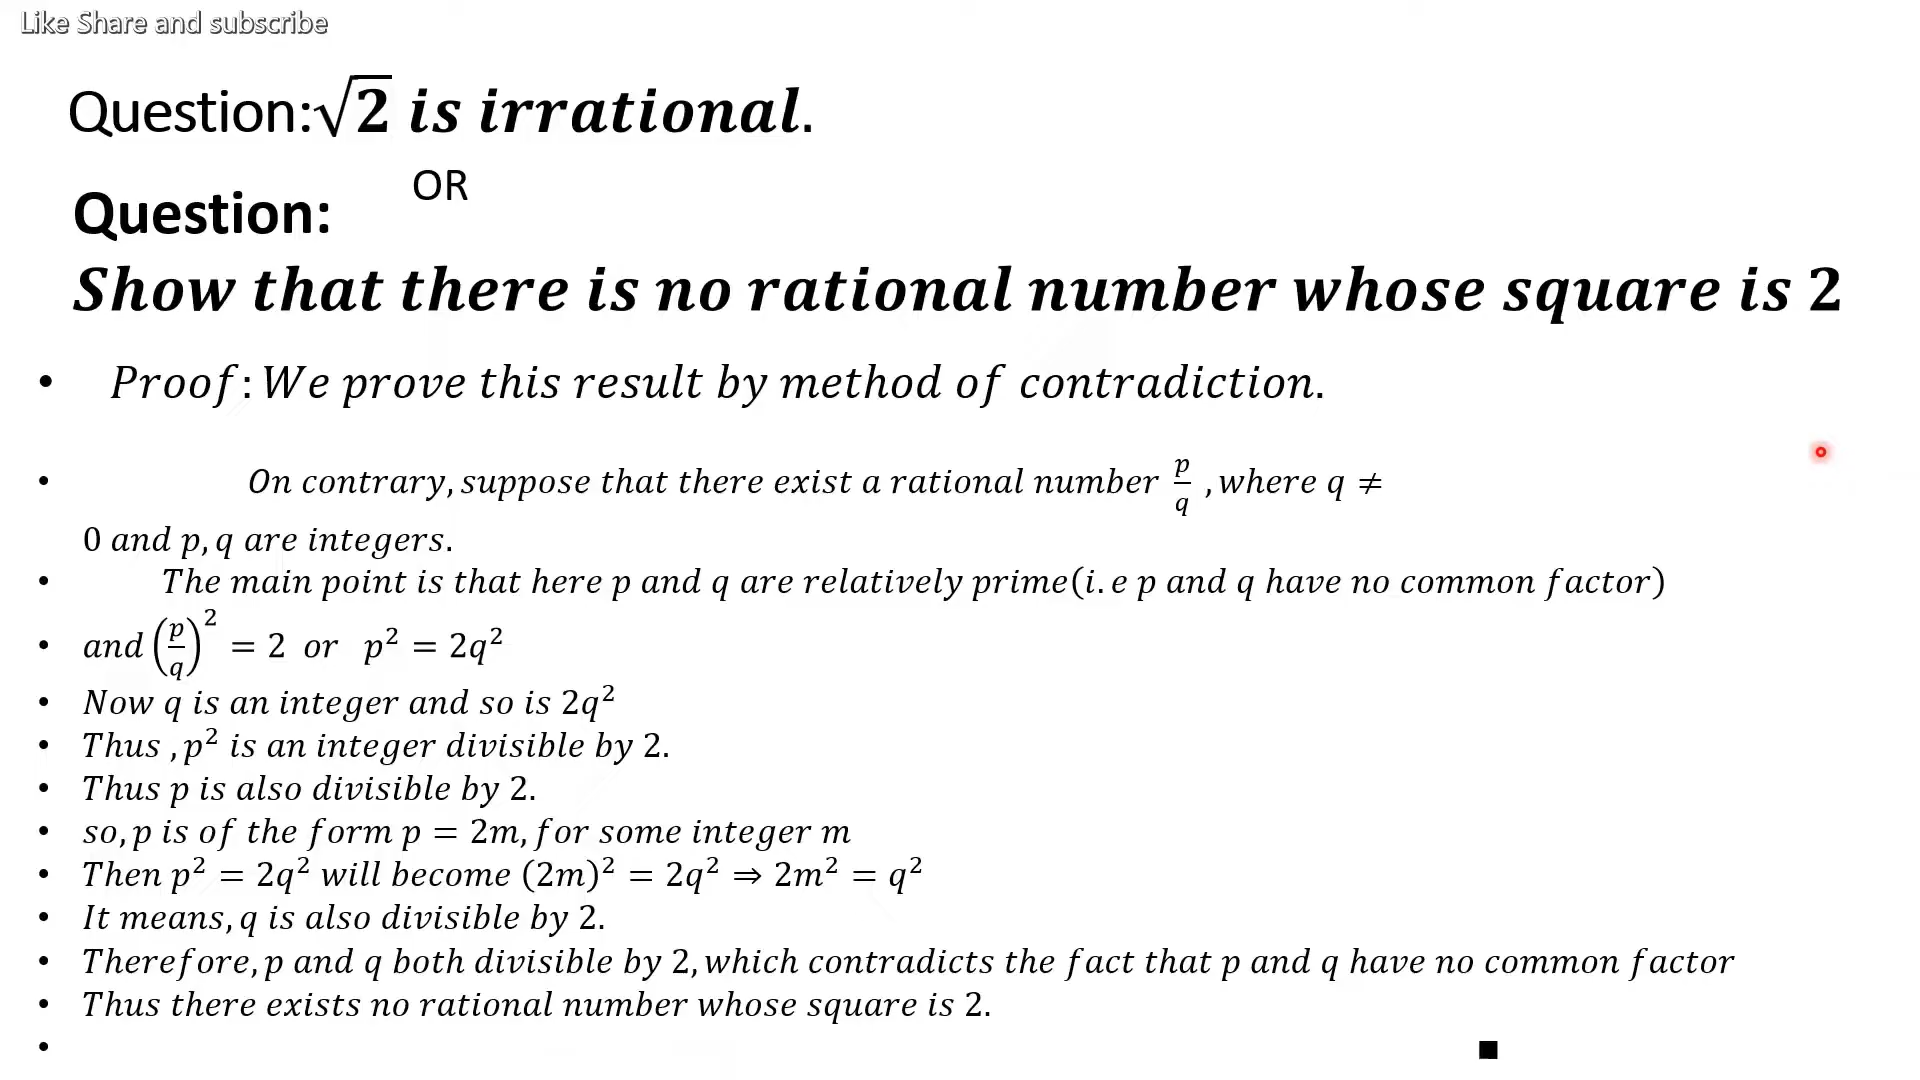 Like Share and subscribe
Question:√2 is irrational.
OR
Question:
Show that there is no rational number whose square is 2
• Proof: We prove this result by method of contradiction.
• On contrary, suppose that there exist a rational number p/q , where q ≠
0 and p, q are integers.
• The main point is that here p and q are relatively prime(i.e p and q have no common factor)
• and (p/q)² = 2 or p² = 2q²
• Now q is an integer and so is 2q²
• Thus , p² is an integer divisible by 2.
• Thus p is also divisible by 2.
• so, p is of the form p = 2m, for some integer m
• Then p² = 2q² will become (2m)² = 2q² ⇒ 2m² = q²
• It means, q is also divisible by 2.
• Therefore, p and q both divisible by 2, which contradicts the fact that p and q have no common factor
• Thus there exists no rational number whose square is 2.
• ■